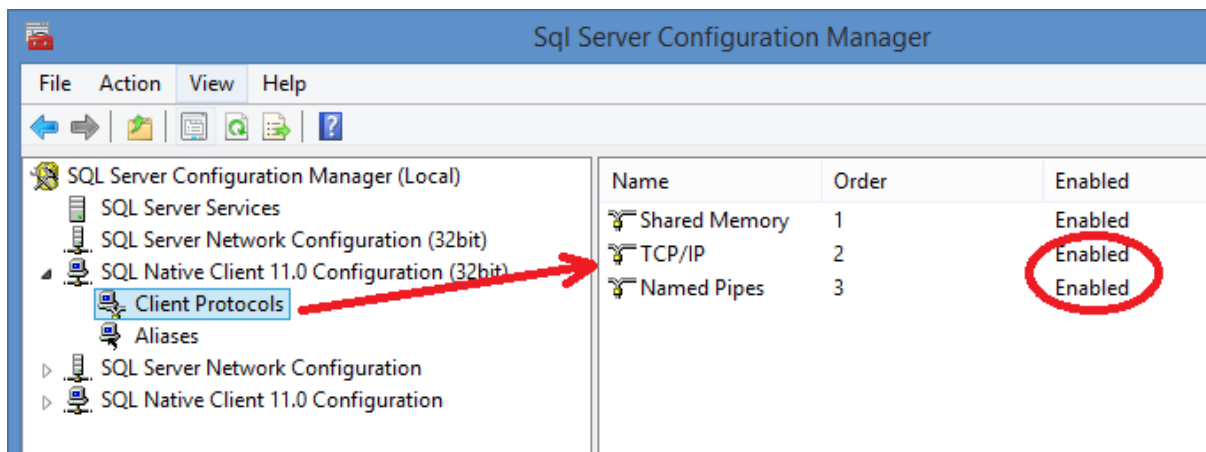 Sql Server Configuration Manager
File Action View Help
?
SQL Server Configuration Manager (Local)
SQL Server Services
SQL Server Network Configuration (32bit)
SQL Native Client 11.0 Configuration (32bit)
Client Protocols
Aliases
SQL Server Network Configuration
SQL Native Client 11.0 Configuration
Name Order Enabled
Shared Memory 1 Enabled
TCP/IP 2 Enabled
Named Pipes 3 Enabled